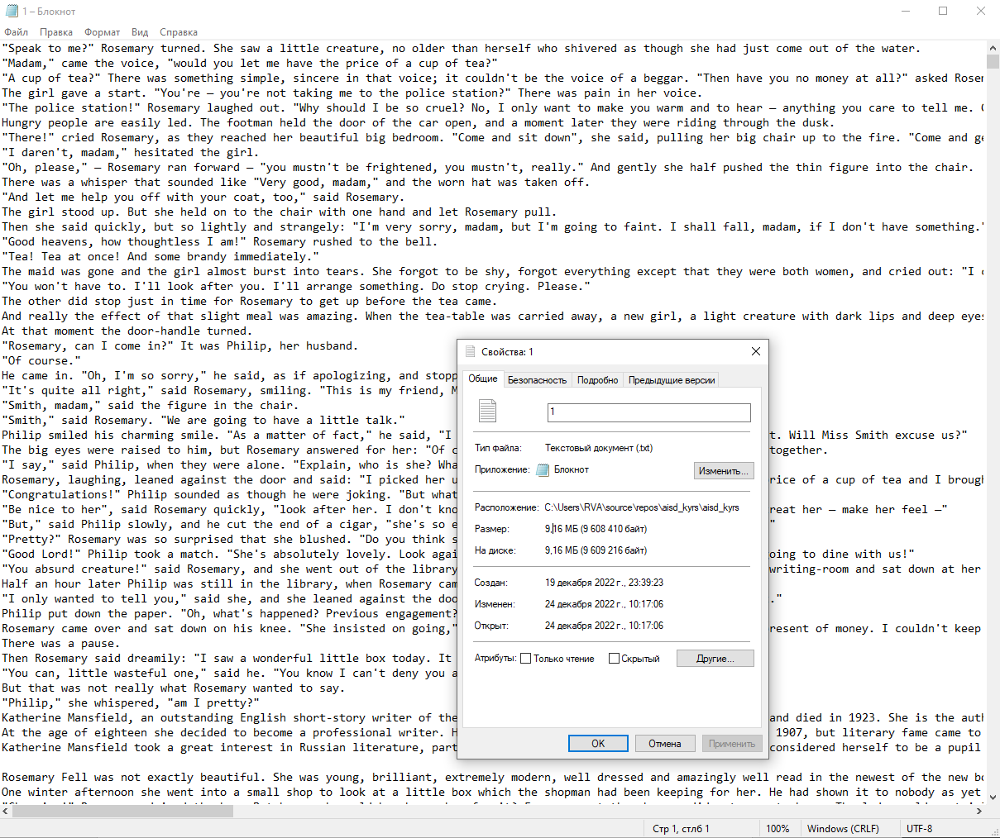 1 – Блокнот
Файл Правка Формат Вид Справка
"Speak to me?" Rosemary turned. She saw a little creature, no older than herself who shivered as though she had just come out of the water.
"Madam," came the voice, "would you let me have the price of a cup of tea?"
"A cup of tea?" There was something simple, sincere in that voice; it couldn't be the voice of a beggar. "Then have you no money at all?" asked
The girl gave a start. "You're — you're not taking me to the police station?" There was pain in her voice.
"The police station!" Rosemary laughed out. "Why should I be so cruel? No, I only want to make you warm and to hear — anything you care to tell me.
Hungry people are easily led. The footman held the door of the car open, and a moment later they were riding through the dusk.
"There!" cried Rosemary, as they reached her beautiful big bedroom. "Come and sit down", she said, pulling her big chair up to the fire. "Come and
"I daren't, madam," hesitated the girl.
"Oh, please," — Rosemary ran forward — "you mustn't be frightened, you mustn't, really." And gently she half pushed the thin figure into the chair.
There was a whisper that sounded like "Very good, madam," and the worn hat was taken off.
"And let me help you off with your coat, too," said Rosemary.
The girl stood up. But she held on to the chair with one hand and let Rosemary pull.
Then she said quickly, but so lightly and strangely: "I'm very sorry, madam, but I'm going to faint. I shall fall, madam, if I don't have something."
"Good heavens, how thoughtless I am!" Rosemary rushed to the bell.
"Tea! Tea at once! And some brandy immediately."
The maid was gone and the girl almost burst into tears. She forgot to be shy, forgot everything except that they were both women, and cried out: "I
"You won't have to. I'll look after you. I'll arrange something. Do stop crying. Please."
The other did stop just in time for Rosemary to get up before the tea came.
And really the effect of that slight meal was amazing. When the tea-table was carried away, a new girl, a light creature with dark lips and deep eyes
At that moment the door-handle turned.
"Rosemary, can I come in?" It was Philip, her husband.
"Of course."
He came in. "Oh, I'm so sorry," he said, as if apologizing, and stopp
"It's quite all right," said Rosemary, smiling. "This is my friend, M
"Smith, madam," said the figure in the chair.
"Smith," said Rosemary. "We are going to have a little talk."
Philip smiled his charming smile. "As a matter of fact," he said, "I t. Will Miss Smith excuse us?"
The big eyes were raised to him, but Rosemary answered for her: "Of c together.
"I say," said Philip, when they were alone. "Explain, who is she? Wha
Rosemary, laughing, leaned against the door and said: "I picked her u rice of a cup of tea and I brough
"Congratulations!" Philip sounded as though he were joking. "But what
"Be nice to her", said Rosemary quickly, "look after her. I don't kno reat her — make her feel —"
"But," said Philip slowly, and he cut the end of a cigar, "she's so e "
"Pretty?" Rosemary was so surprised that she blushed. "Do you think s
"Good Lord!" Philip took a match. "She's absolutely lovely. Look agai oing to dine with us!"
"You absurd creature!" said Rosemary, and she went out of the library writing-room and sat down at her
Half an hour later Philip was still in the library, when Rosemary cam
"I only wanted to tell you," said she, and she leaned against the doo ."
Philip put down the paper. "Oh, what's happened? Previous engagement?
Rosemary came over and sat down on his knee. "She insisted on going," resent of money. I couldn't keep
There was a pause.
Then Rosemary said dreamily: "I saw a wonderful little box today. It
"You can, little wasteful one," said he. "You know I can't deny you a
But that was not really what Rosemary wanted to say.
"Philip," she whispered, "am I pretty?"
Katherine Mansfield, an outstanding English short-story writer of the and died in 1923. She is the auth
At the age of eighteen she decided to become a professional writer. H 1907, but literary fame came to
Katherine Mansfield took a great interest in Russian literature, part considered herself to be a pupil
Rosemary Fell was not exactly beautiful. She was young, brilliant, extremely modern, well dressed and amazingly well read in the newest of the new bo
One winter afternoon she went into a small shop to look at a little box which the shopman had been keeping for her. He had shown it to nobody as yet
Свойства: 1
Общие Безопасность Подробно Предыдущие версии
1
Тип файла: Текстовый документ (.txt)
Приложение: Блокнот Изменить...
Расположение: C:\Users\RVA\source\repos\aisd_kyrs\aisd_kyrs
Размер: 9,16 МБ (9 608 410 байт)
На диске: 9,16 МБ (9 609 216 байт)
Создан: 19 декабря 2022 г., 23:39:23
Изменен: 24 декабря 2022 г., 10:17:06
Открыт: 24 декабря 2022 г., 10:17:06
Атрибуты: Только чтение Скрытый Другие...
ОК Отмена Применить
Стр 1, стлб 1 100% Windows (CRLF) UTF-8